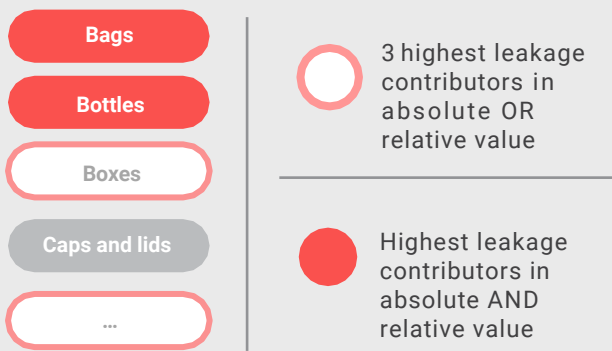 Bags
Bottles
Boxes
Caps and lids
...
3 highest leakage
contributors in
absolute OR
relative value
Highest leakage
contributors in
absolute AND
relative value